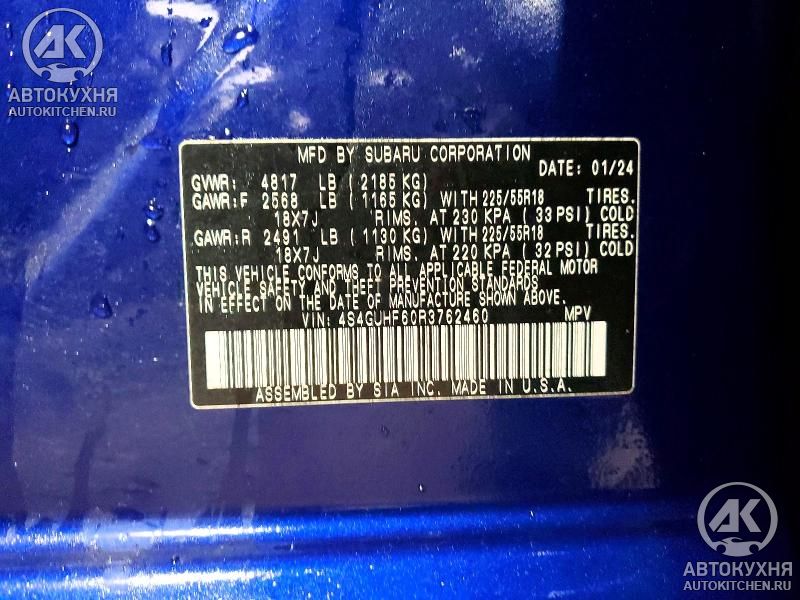 АК
АВТОКУХНЯ
AUTOKITCHEN.RU
MFD BY SUBARU CORPORATION
DATE: 01/24
GVWR: 4817 LB ( 2185 KG)
GAWR:F 2568 LB ( 1165 KG) WITH 225/55R18 TIRES.
18X7J RIMS. AT 230 KPA ( 33 PSI) COLD
GAWR:R 2491 LB ( 1130 KG) WITH 225/55R18 TIRES.
18X7J RIMS. AT 220 KPA ( 32 PSI) COLD
THIS VEHICLE CONFORMS TO ALL APPLICABLE FEDERAL MOTOR
VEHICLE SAFETY AND THEFT PREVENTION STANDARDS
IN EFFECT ON THE DATE OF MANUFACTURE SHOWN ABOVE.
VIN: 4S4GUHF60R3762460 MPV
ASSEMBLED BY SIA INC. MADE IN U.S.A.
АК
АВТОКУХНЯ
AUTOKITCHEN.RU